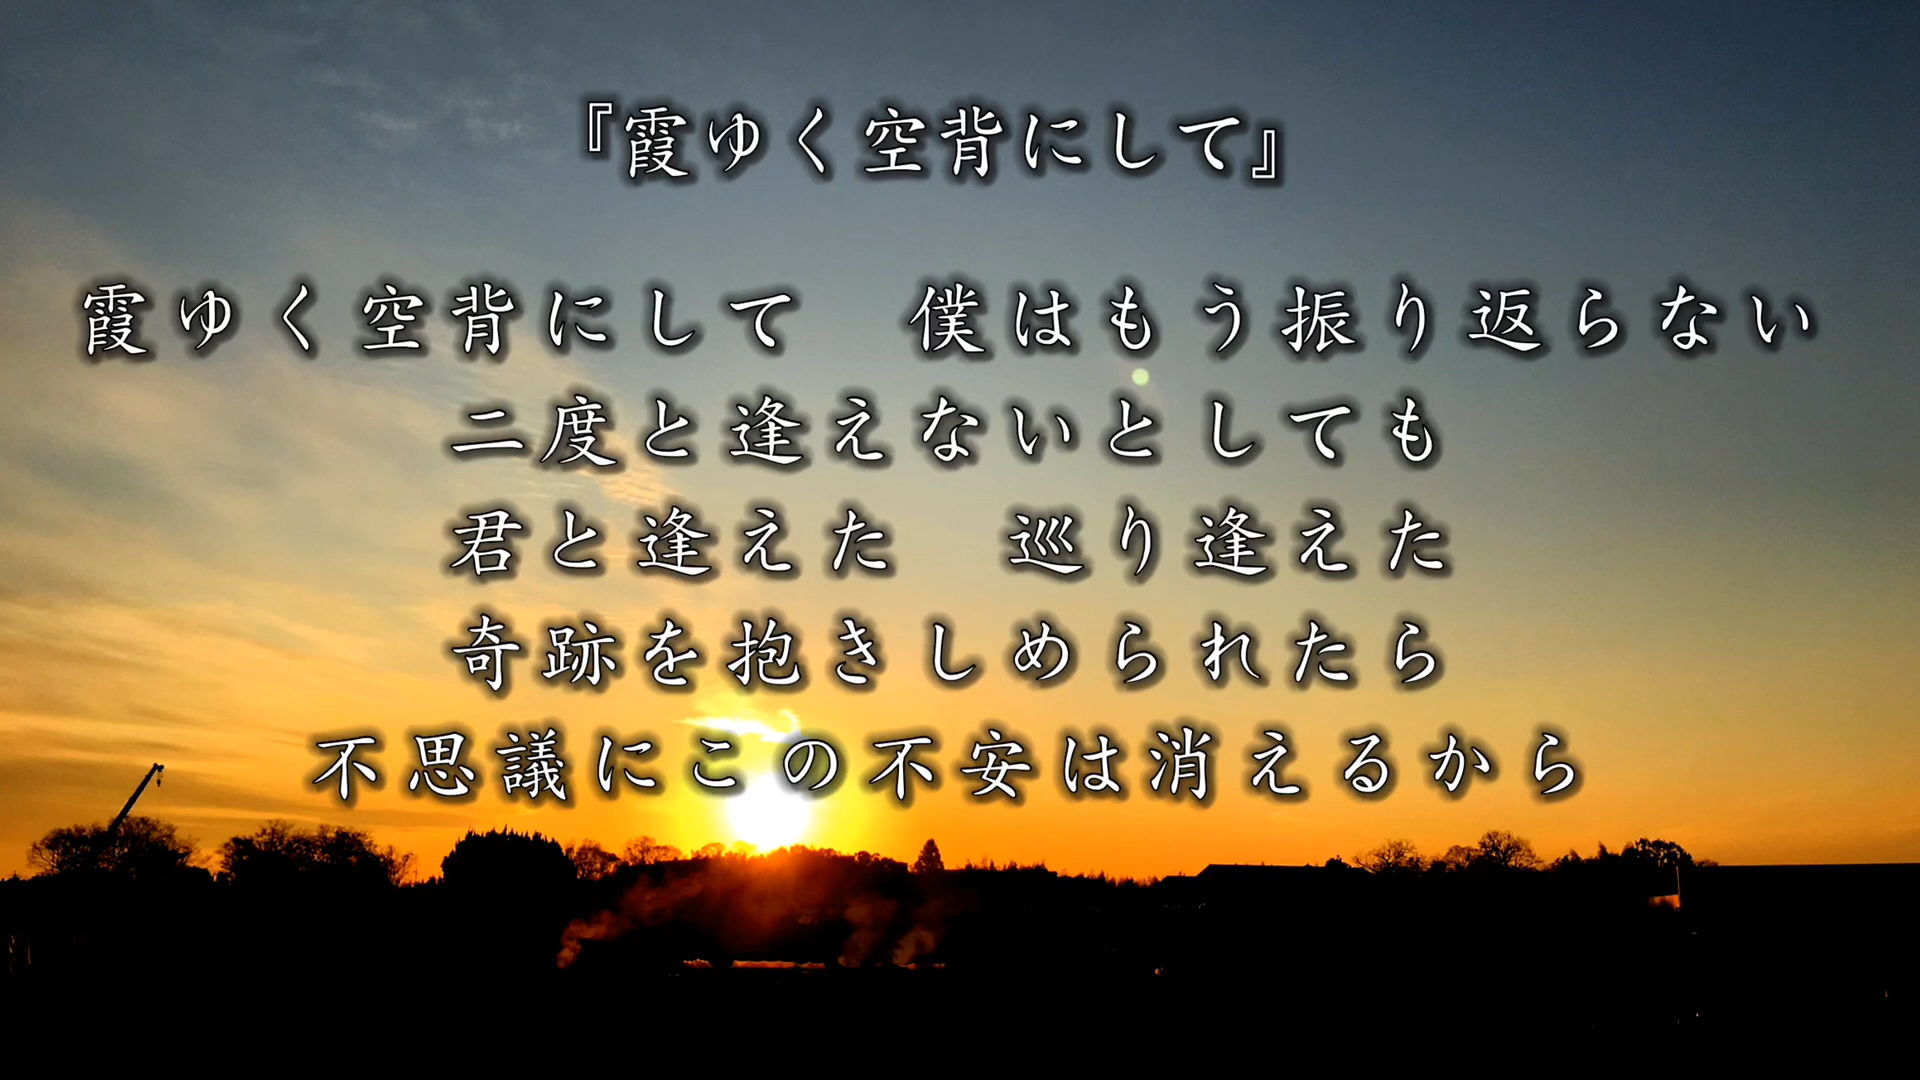 『霞ゆく空背にして』
霞ゆく空背にして　僕はもう振り返らない
二度と逢えないとしても
君と逢えた　巡り逢えた
奇跡を抱きしめられたら
不思議にこの不安は消えるから